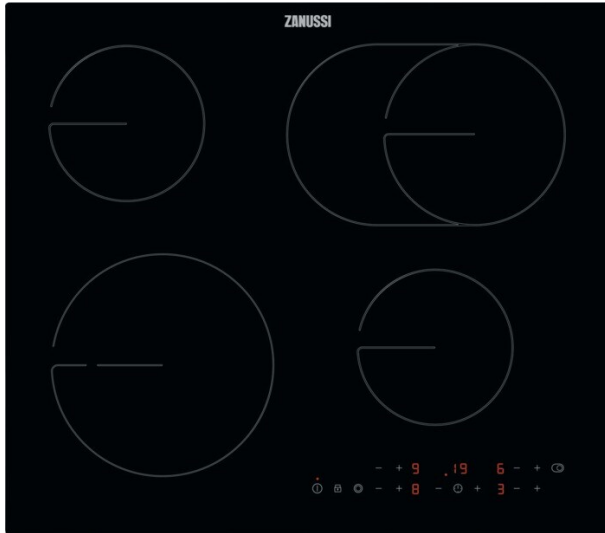 ZANUSSI
- + 9 .19 6 - +
- + 8 - + 3 - +